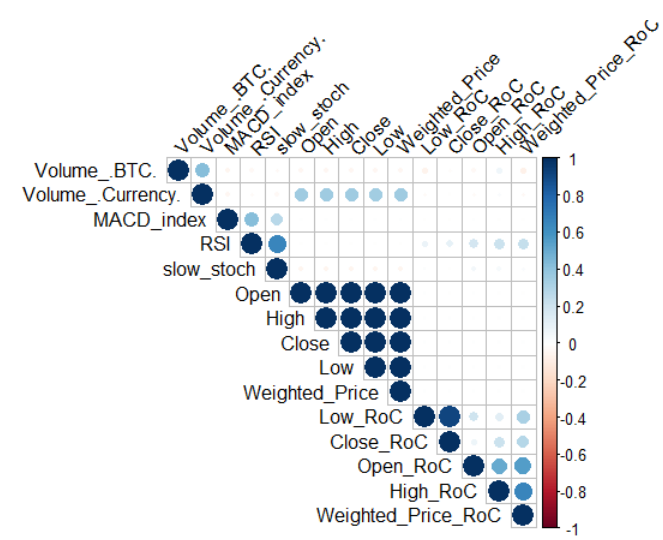 Volume_.BTC.
Volume_.Currency.
MACD_index
RSI
slow_stoch
Open
High
Close
Low
Weighted_Price
Low_RoC
Close_RoC
Open_RoC
High_RoC
Weighted_Price_RoC
Volume_.BTC.
Volume_.Currency.
MACD_index
RSI
slow_stoch
Open
High
Close
Low
Weighted_Price
Low_RoC
Close_RoC
Open_RoC
High_RoC
Weighted_Price_RoC
1
0.8
0.6
0.4
0.2
0
-0.2
-0.4
-0.6
-0.8
-1